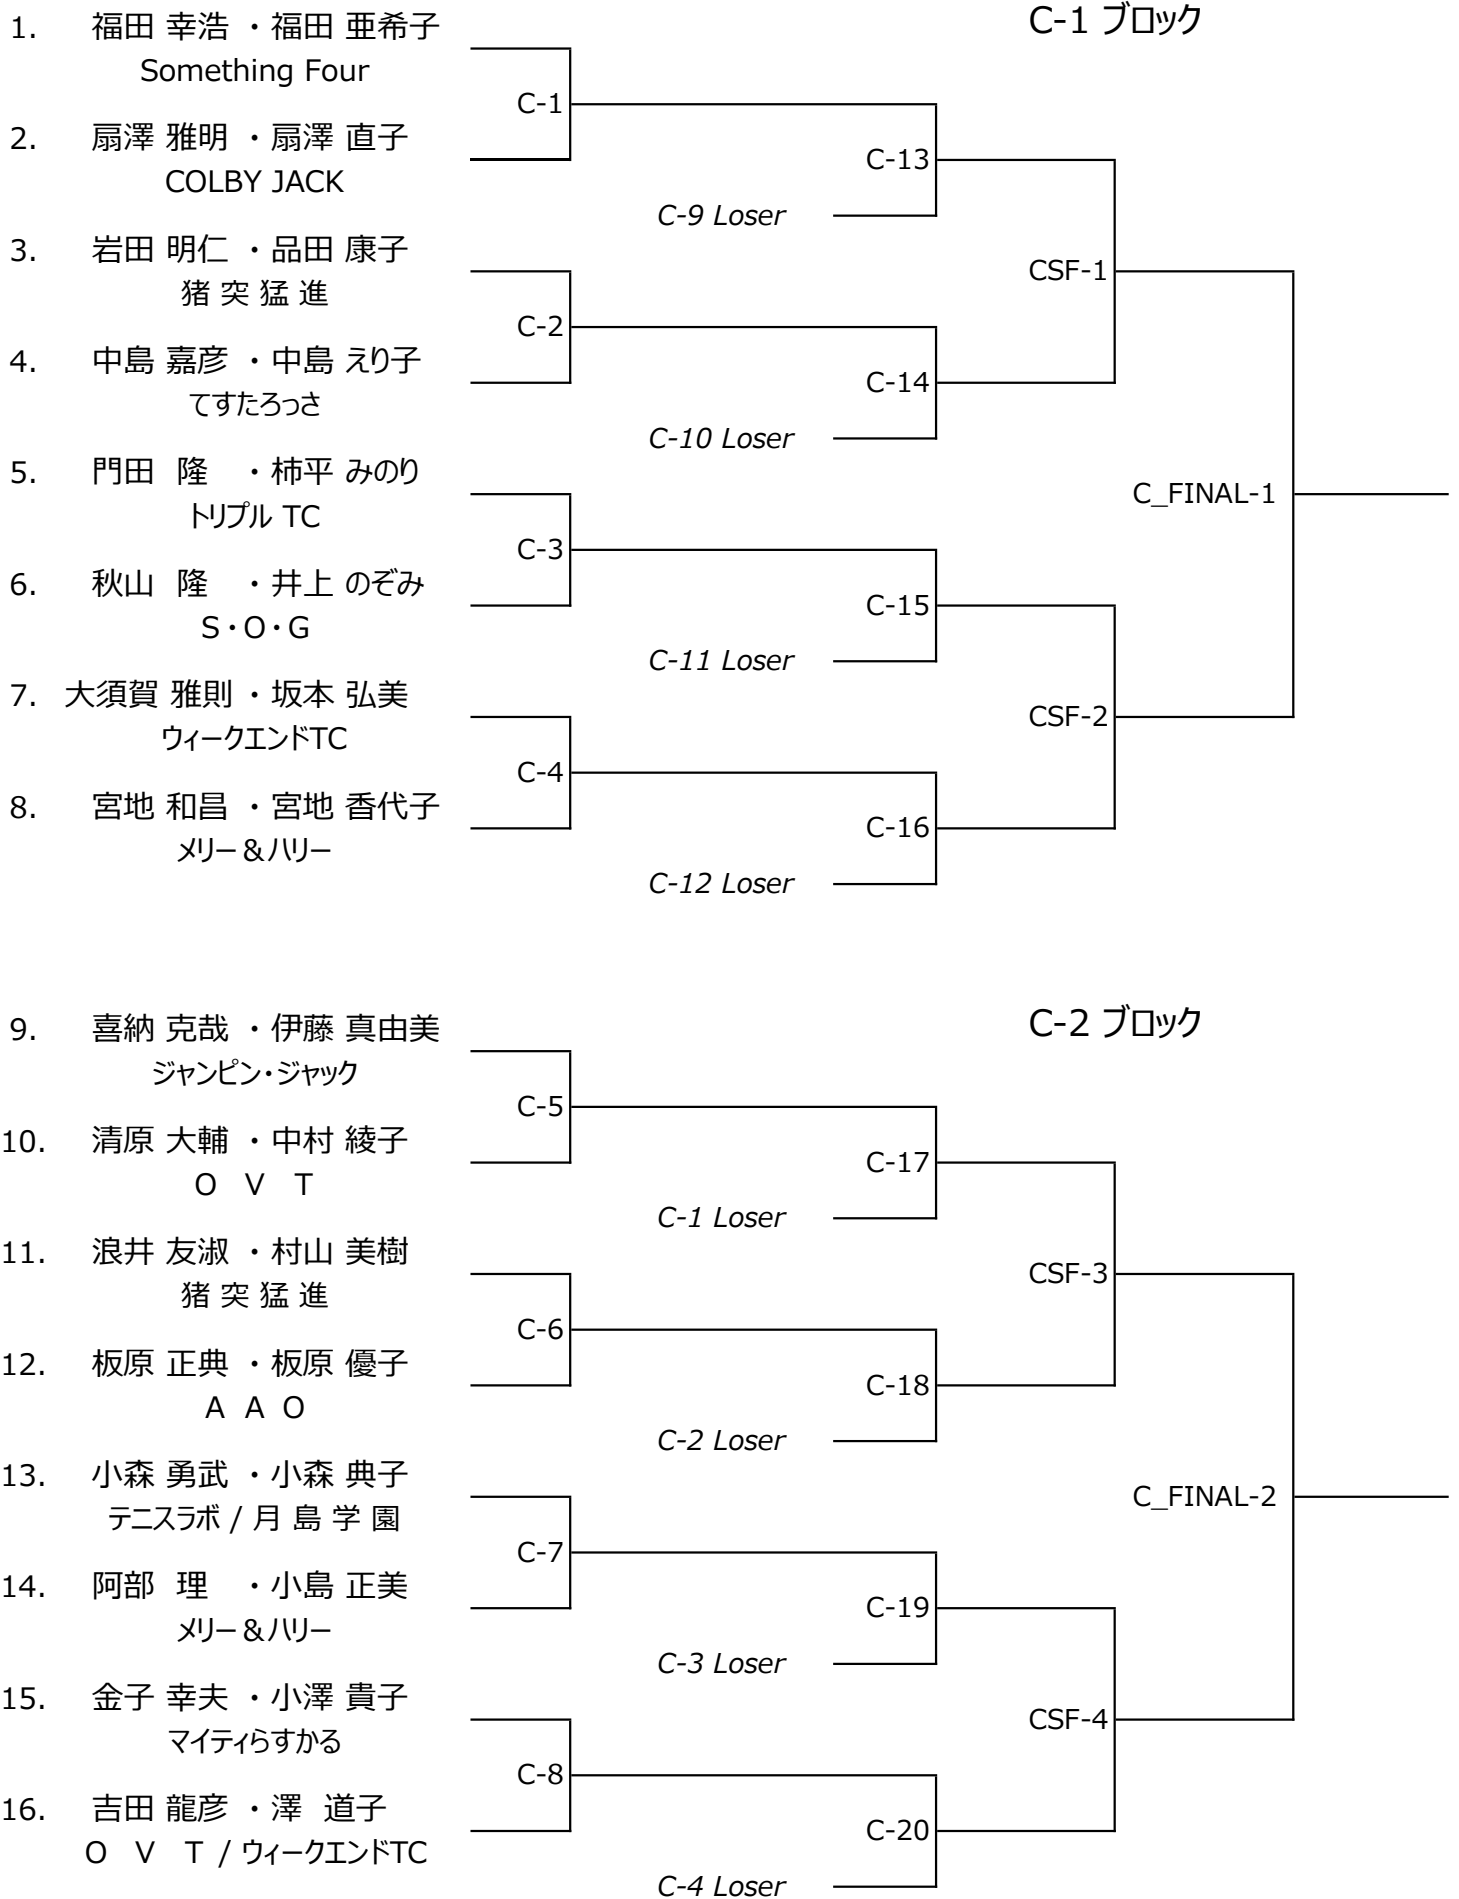 C-1 ブロック
1. 福田 幸浩 ・福田 亜希子
Something Four
C-1
2. 扇澤 雅明 ・扇澤 直子
COLBY JACK
C-13
C-9 Loser
3. 岩田 明仁 ・品田 康子
猪 突 猛 進
CSF-1
C-2
4. 中島 嘉彦 ・中島 えり子
てすたろっさ
C-14
C-10 Loser
5. 門田 隆 ・柿平 みのり
トリプル TC
C_FINAL-1
C-3
6. 秋山 隆 ・井上 のぞみ
S・O・G
C-15
C-11 Loser
7. 大須賀 雅則 ・坂本 弘美
ウィークエンドTC
CSF-2
C-4
8. 宮地 和昌 ・宮地 香代子
メリー＆ハリー
C-16
C-12 Loser
C-2 ブロック
9. 喜納 克哉 ・伊藤 真由美
ジャンピン・ジャック
C-5
10. 清原 大輔 ・中村 綾子
O V T
C-17
C-1 Loser
11. 浪井 友淑 ・村山 美樹
猪 突 猛 進
CSF-3
C-6
12. 板原 正典 ・板原 優子
A A O
C-18
C-2 Loser
13. 小森 勇武 ・小森 典子
テニスラボ / 月 島 学 園
C_FINAL-2
C-7
14. 阿部 理 ・小島 正美
メリー＆ハリー
C-19
C-3 Loser
15. 金子 幸夫 ・小澤 貴子
マイティらすかる
CSF-4
C-8
16. 吉田 龍彦 ・澤 道子
O V T / ウィークエンドTC
C-20
C-4 Loser